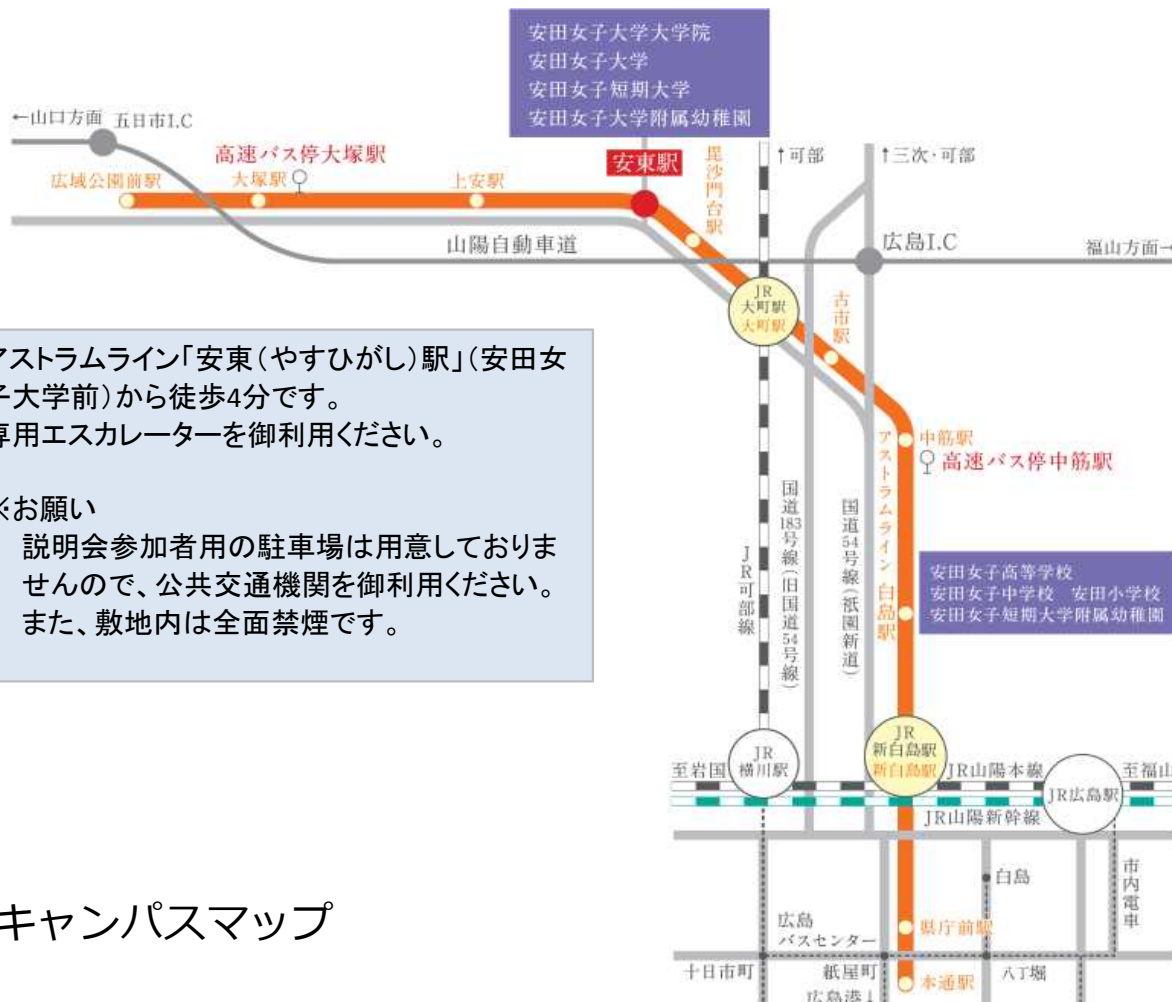 安田女子大学大学院
安田女子大学
安田女子短期大学
安田女子大学附属幼稚園
←山口方面
五日市I.C
高速バス停大塚駅
広域公園前駅
大塚駅
上安駅
安東駅
毘沙門台駅
↑可部
↑三次・可部
山陽自動車道
広島I.C
福山方面→
JR
大町駅
大町駅
古市駅
アストラムライン「安東(やすひがし)駅」(安田女
子大学前)から徒歩4分です。
専用エスカレーターを御利用ください。
※お願い
説明会参加者用の駐車場は用意しておりま
せんので、公共交通機関を御利用ください。
また、敷地内は全面禁煙です。
中筋駅
高速バス停中筋駅
アストラムライン
国道183号線(旧国道54号線)
国道54号線(祇園新道)
JR可部線
白島駅
安田女子高等学校
安田女子中学校 安田小学校
安田女子短期大学附属幼稚園
JR
横川駅
JR
新白島駅
新白島駅
至岩国
JR山陽本線
至福山
JR広島駅
JR山陽新幹線
白島
市内電車
キャンパスマップ
広島
バスセンター
県庁前駅
十日市町
紙屋町
八丁堀
広島港↓
本通駅